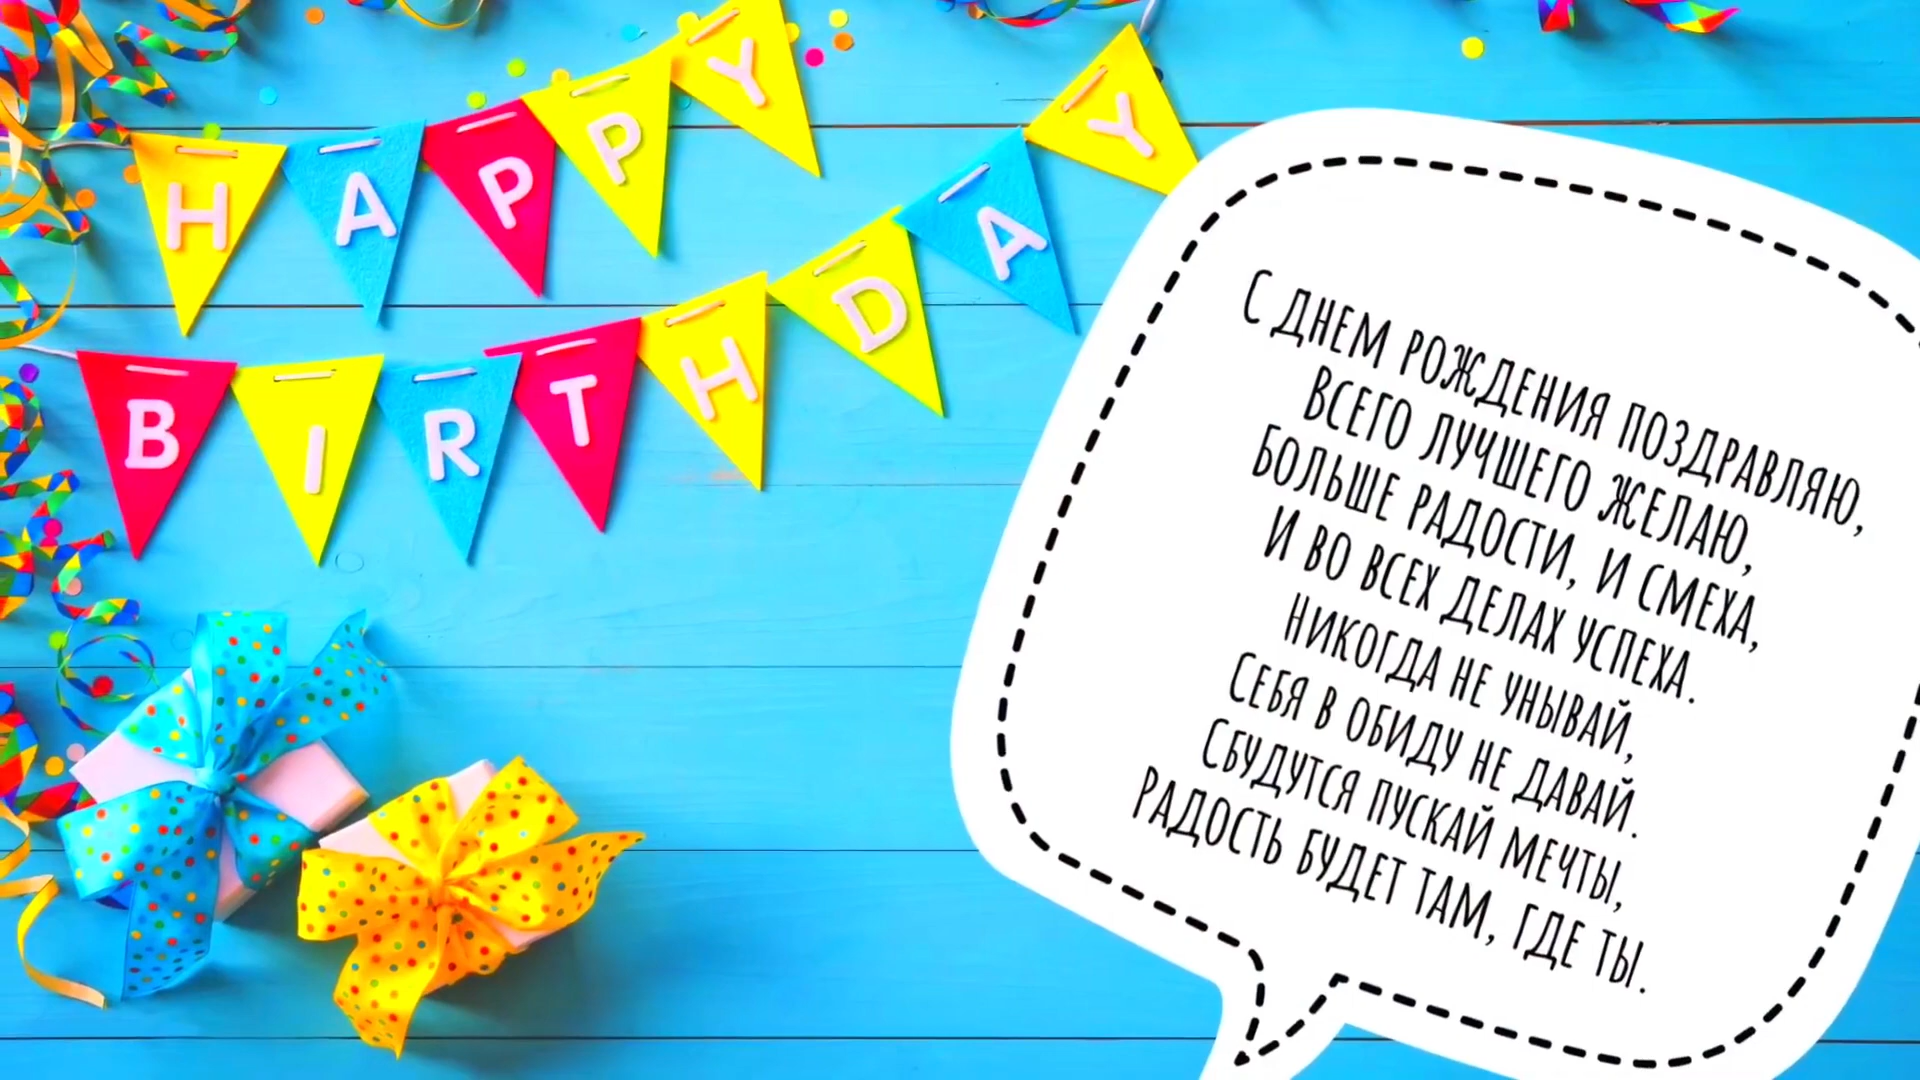 HAPPY
BIRTHDAY
С ДНЕМ РОЖДЕНИЯ ПОЗДРАВЛЯЮ,
ВСЕГО ЛУЧШЕГО ЖЕЛАЮ,
БОЛЬШЕ РАДОСТИ, И СМЕХА,
И ВО ВСЕХ ДЕЛАХ УСПЕХА.
НИКОГДА НЕ УНЫВАЙ,
СЕБЯ В ОБИДУ НЕ ДАВАЙ.
СБУДУТСЯ ПУСКАЙ МЕЧТЫ,
РАДОСТЬ БУДЕТ ТАМ, ГДЕ ТЫ.